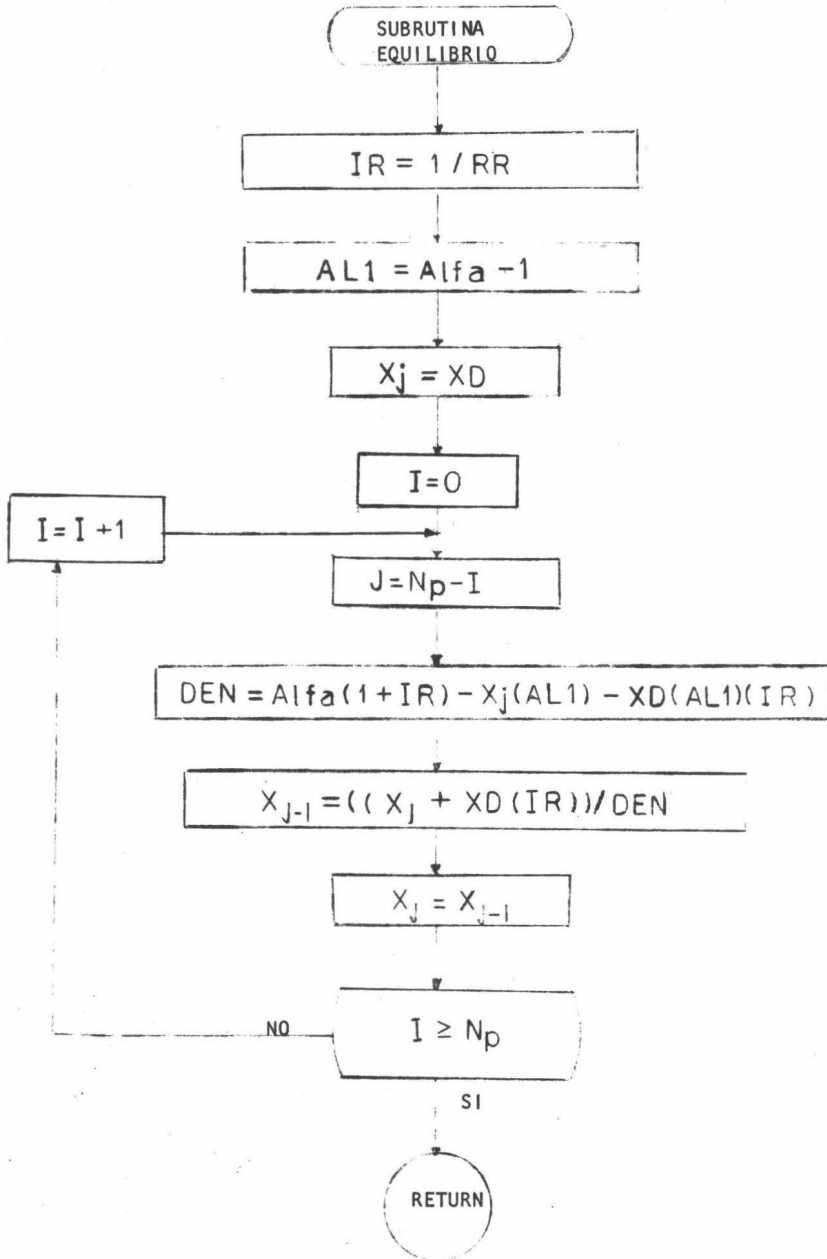 SUBRUTINA
EQUILIBRIO
IR = 1 / RR
AL1 = Alfa -1
Xj = XD
I=0
I= I +1
J=Np-I
DEN = Alfa(1+IR) - Xj(AL1) - XD(AL1)(IR)
XJ-1 =(( XJ + XD(IR))/DEN
XJ = XJ-1
I ≥ Np
NO
SI
RETURN